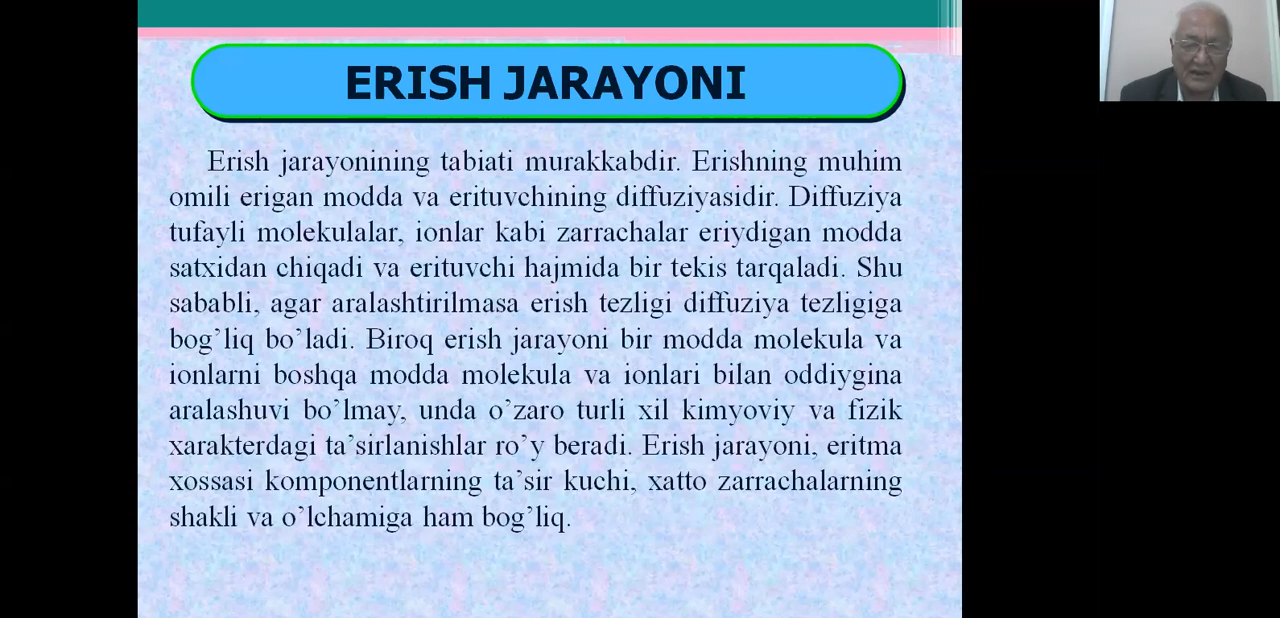 ERISH JARAYONI
Erish jarayonining tabiati murakkabdir. Erishning muhim
omili erigan modda va erituvchining diffuziyasidir. Diffuziya
tufayli molekulalar, ionlar kabi zarrachalar eriydigan modda
satxidan chiqadi va erituvchi hajmida bir tekis tarqaladi. Shu
sababli, agar aralashtirilmasa erish tezligi diffuziya tezligiga
bog’liq bo’ladi. Biroq erish jarayoni bir modda molekula va
ionlarni boshqa modda molekula va ionlari bilan oddiygina
aralashuvi bo’lmay, unda o’zaro turli xil kimyoviy va fizik
xarakterdagi ta’sirlanishlar ro’y beradi. Erish jarayoni, eritma
xossasi komponentlarning ta’sir kuchi, xatto zarrachalarning
shakli va o’lchamiga ham bog’liq.